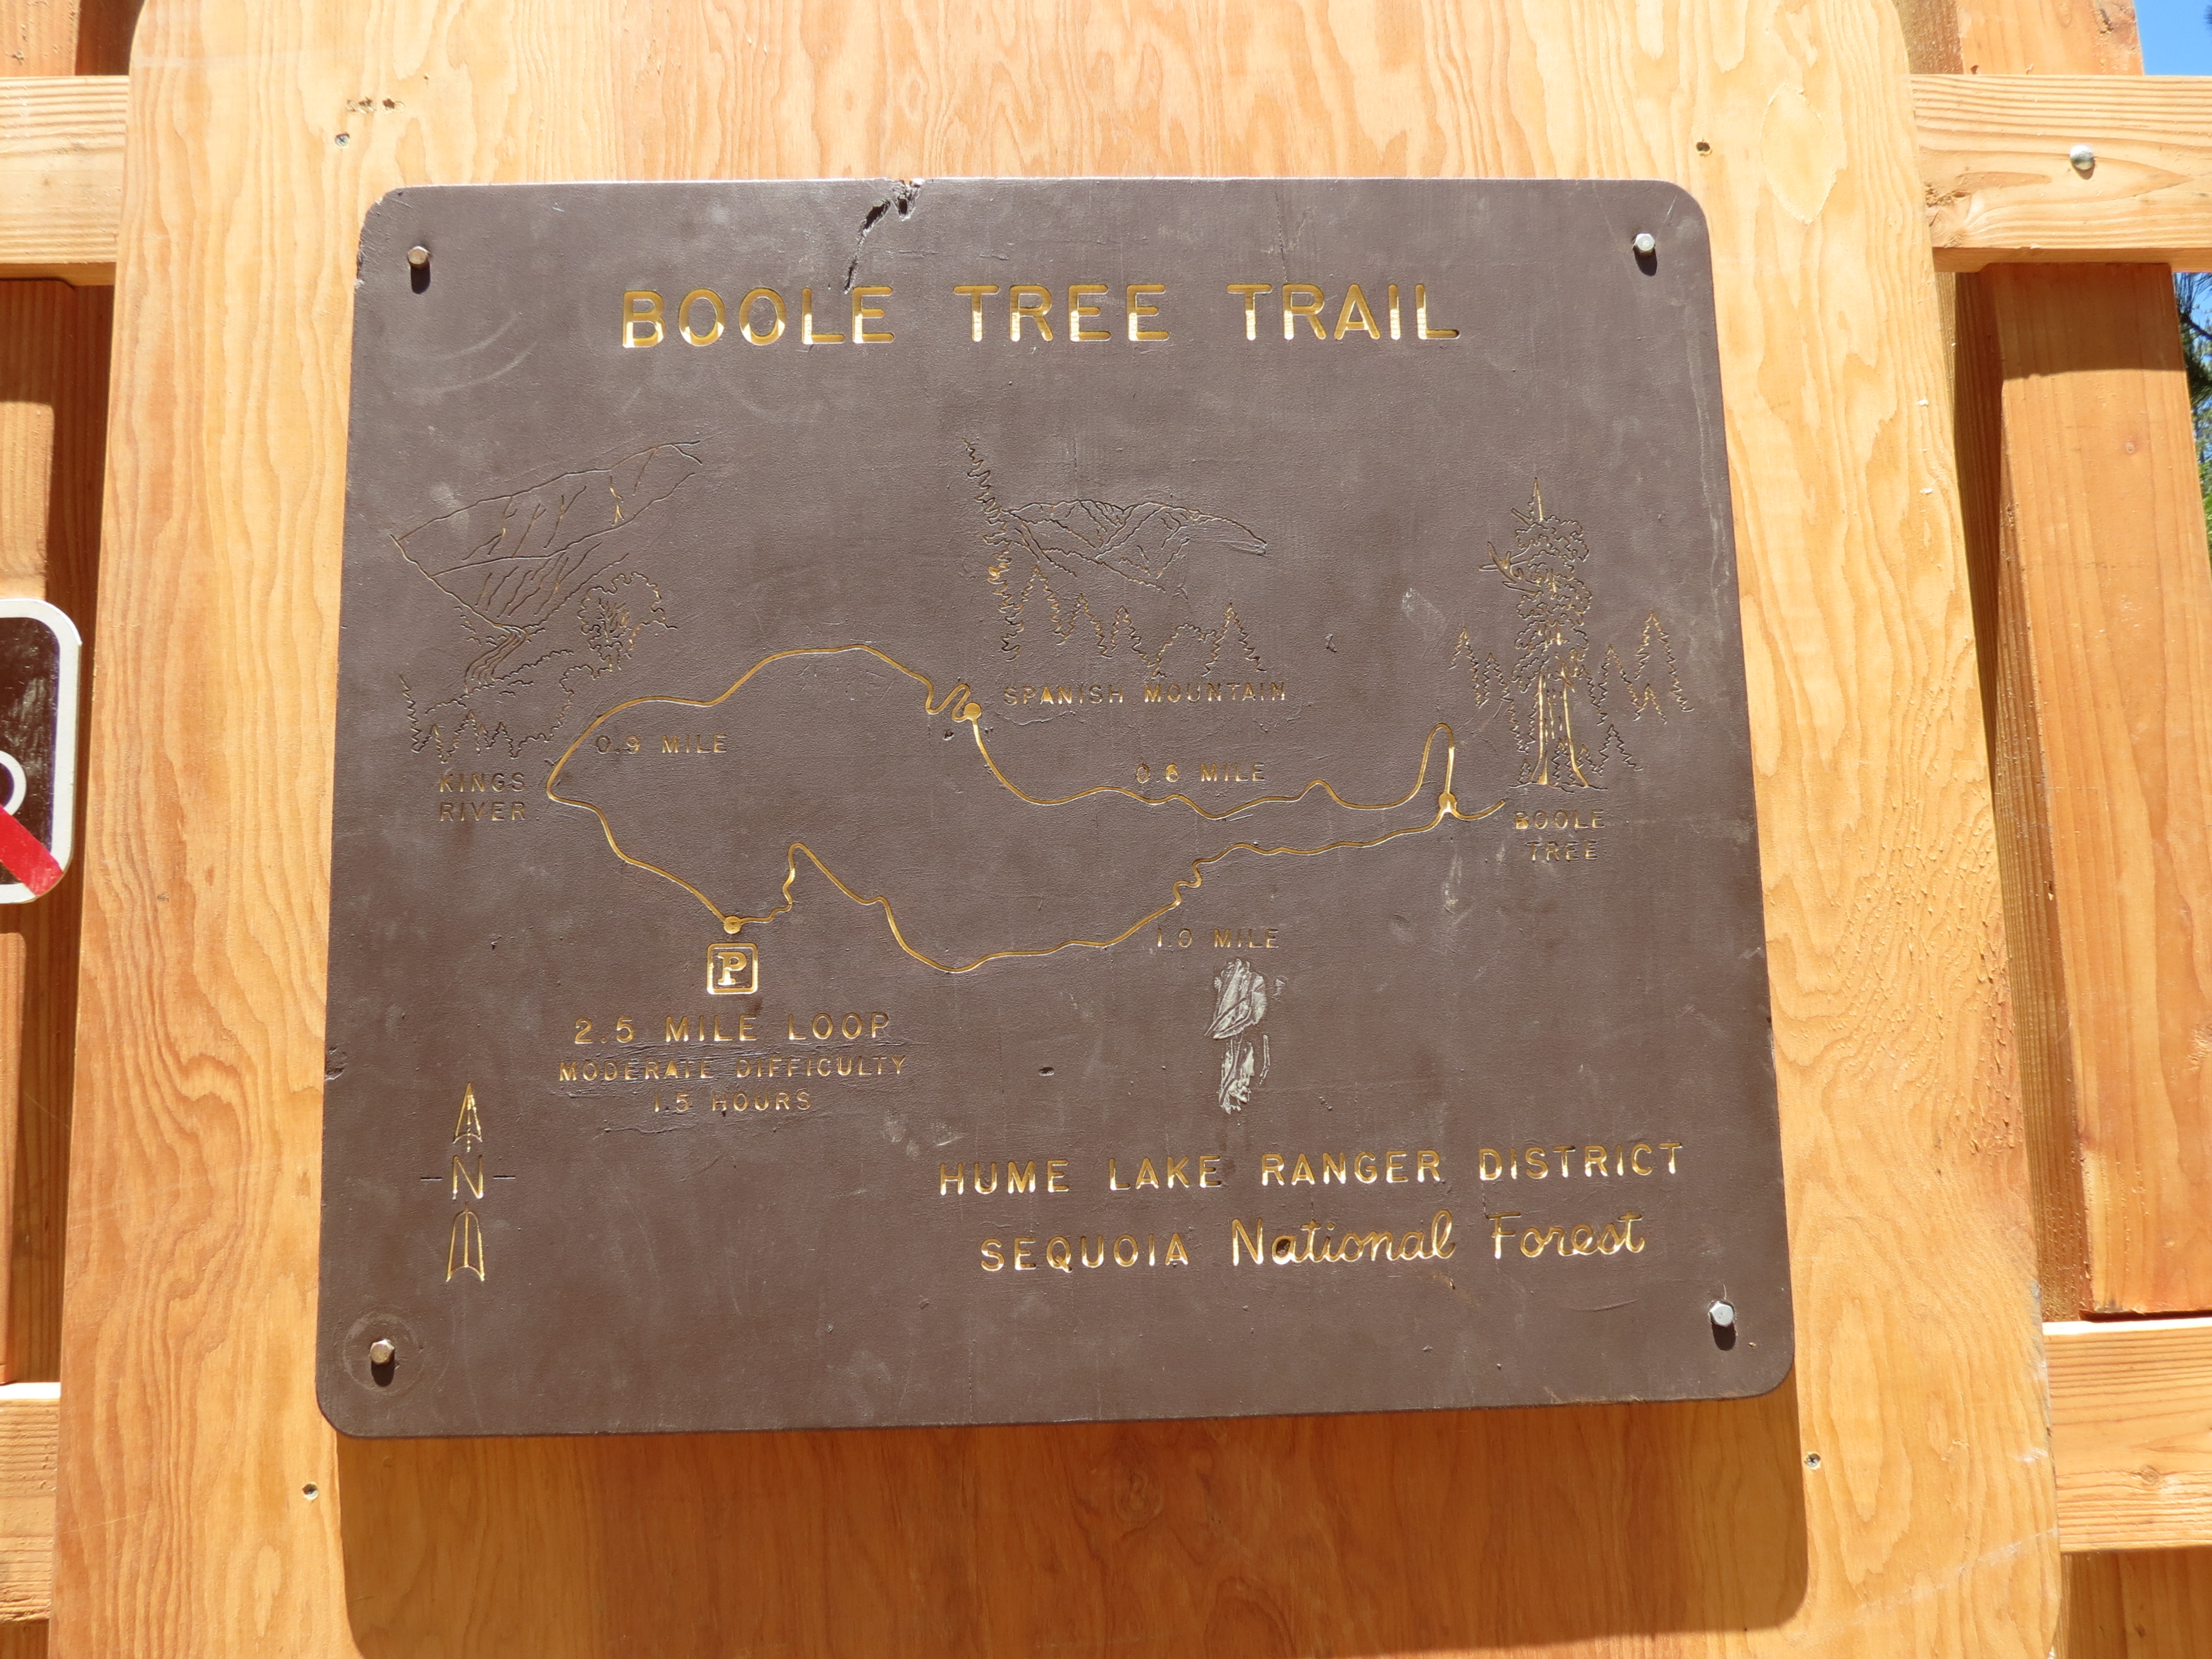 BOOLE TREE TRAIL
SPANISH MOUNTAIN
0.9 MILE
0.6 MILE
KINGS
RIVER
BOOLE
TREE
1.0 MILE
P
2.5 MILE LOOP
MODERATE DIFFICULTY
1.5 HOURS
N
HUME LAKE RANGER DISTRICT
SEQUOIA National Forest